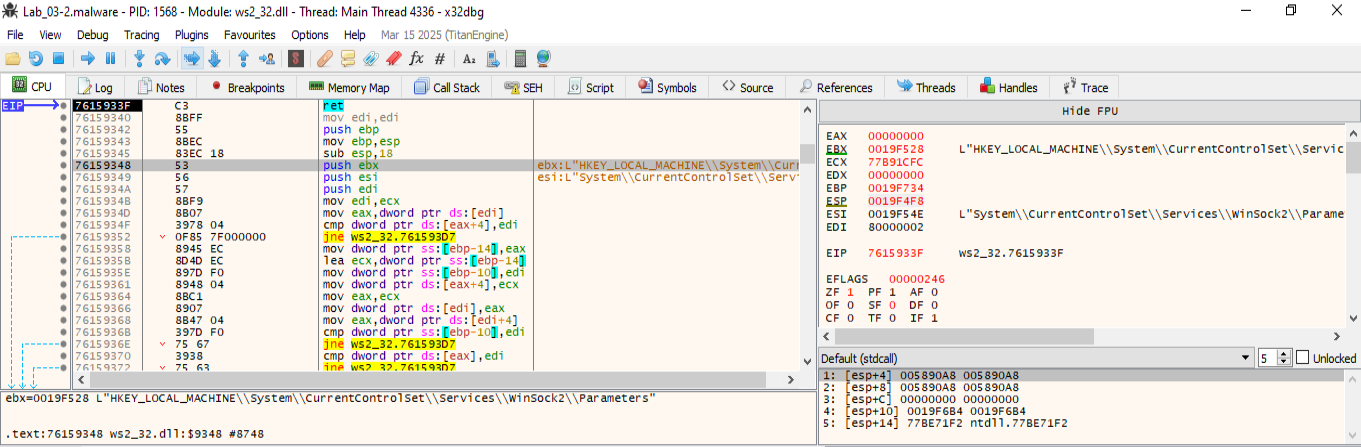 Lab_03-2.malware - PID: 1568 - Module: ws2_32.dll - Thread: Main Thread 4336 - x32dbg
File View Debug Tracing Plugins Favourites Options Help Mar 15 2025 (TitanEngine)
CPU Log Notes Breakpoints Memory Map Call Stack SEH Script Symbols Source References Threads Handles Trace
EIP 7615933F C3 ret
76159340 8BFF mov edi,edi
76159342 55 push ebp
76159343 8BEC mov ebp,esp
76159345 83EC 18 sub esp,18
76159348 53 push ebx ebx:L"HKEY_LOCAL_MACHINE\\System\\Curr
76159349 56 push esi esi:L"System\\CurrentControlSet\\Serv
7615934A 57 push edi
7615934B 8BF9 mov edi,ecx
7615934D 8B07 mov eax,dword ptr ds:[edi]
7615934F 3978 04 cmp dword ptr ds:[eax+4],edi
76159352 0F85 7F000000 jne ws2_32.761593D7
76159358 8945 EC mov dword ptr ss:[ebp-14],eax
7615935B 8D4D EC lea ecx,dword ptr ss:[ebp-14]
7615935E 897D F0 mov dword ptr ss:[ebp-10],edi
76159361 8948 04 mov dword ptr ds:[eax+4],ecx
76159364 8BC1 mov eax,ecx
76159366 8907 mov dword ptr ds:[edi],eax
76159368 8B47 04 mov eax,dword ptr ds:[edi+4]
7615936B 397D F0 cmp dword ptr ss:[ebp-10],edi
7615936E 75 67 jne ws2_32.761593D7
76159370 3938 cmp dword ptr ds:[eax],edi
76159372 75 63 jne ws2_32.761593D7
ebx=0019F528 L"HKEY_LOCAL_MACHINE\\System\\CurrentControlSet\\Services\\WinSock2\\Parameters"
.text:76159348 ws2_32.dll:$9348 #8748
Hide FPU
EAX 00000000
EBX 0019F528 L"HKEY_LOCAL_MACHINE\\System\\CurrentControlSet\\Servic
ECX 77B91CFC
EDX 00000000
EBP 0019F734
ESP 0019F4F8
ESI 0019F54E L"System\\CurrentControlSet\\Services\\WinSock2\\Parame
EDI 80000002
EIP 7615933F ws2_32.7615933F
EFLAGS 00000246
ZF 1 PF 1 AF 0
OF 0 SF 0 DF 0
CF 0 TF 0 IF 1
Default (stdcall) 5 Unlocked
1: [esp+4] 005890A8 005890A8
2: [esp+8] 005890A8 005890A8
3: [esp+C] 00000000 00000000
4: [esp+10] 0019F6B4 0019F6B4
5: [esp+14] 77BE71F2 ntdll.77BE71F2